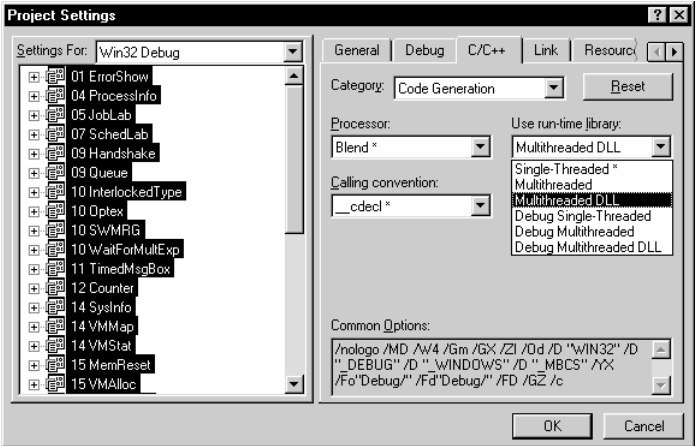 Project Settings
Settings For: Win32 Debug
01 ErrorShow
04 ProcessInfo
05 JobLab
07 SchedLab
09 Handshake
09 Queue
10 InterlockedType
10 Optex
10 SWMRG
10 WaitForMultExp
11 TimedMsgBox
12 Counter
14 SysInfo
14 VMMap
14 VMStat
15 MemReset
15 VMAlloc
General Debug C/C++ Link Resourc
Category: Code Generation Reset
Processor:
Blend *
Use run-time library:
Multithreaded DLL
Single-Threaded *
Multithreaded
Multithreaded DLL
Debug Single-Threaded
Debug Multithreaded
Debug Multithreaded DLL
Calling convention:
__cdecl *
Common Options:
/nologo /MD /W4 /Gm /GX /ZI /Od /D "WIN32" /D
"_DEBUG" /D "_WINDOWS" /D "_MBCS" /YX
/Fo"Debug/" /Fd"Debug/" /FD /GZ /c
OK Cancel